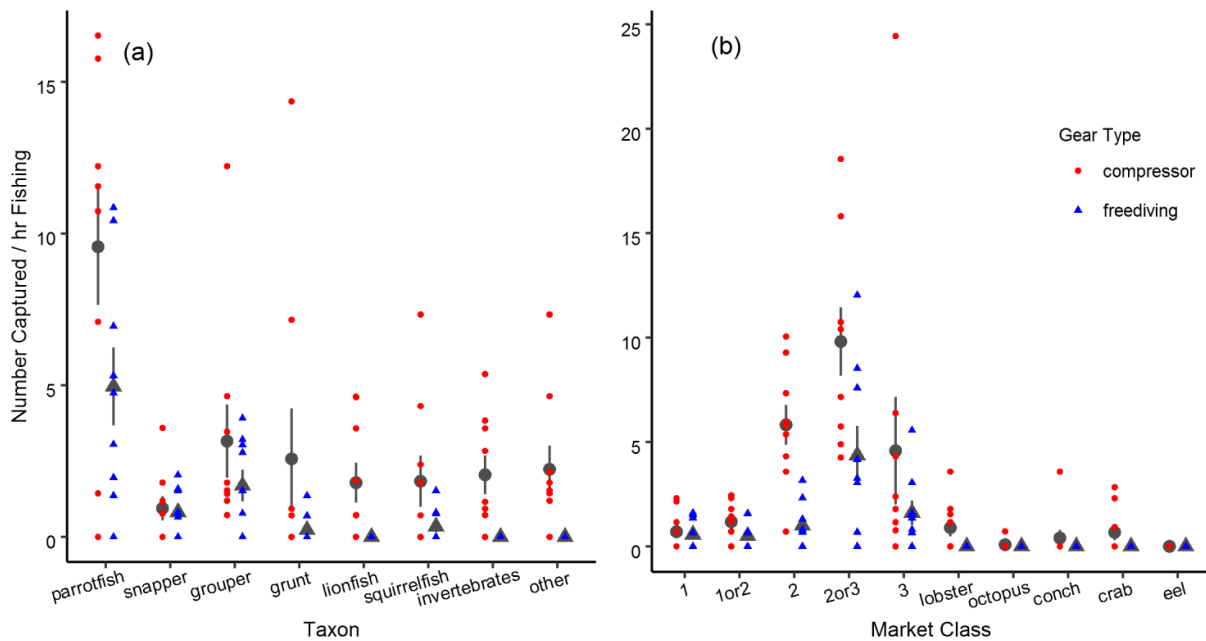 (a)
Number Captured / hr Fishing
15
10
5
0
parrotfish
snapper
grouper
grunt
lionfish
squirrelfish
invertebrates
other
Taxon
(b)
25
20
15
10
5
0
Gear Type
compressor
freediving
1
1or2
2
2or3
3
lobster
octopus
conch
crab
eel
Market Class